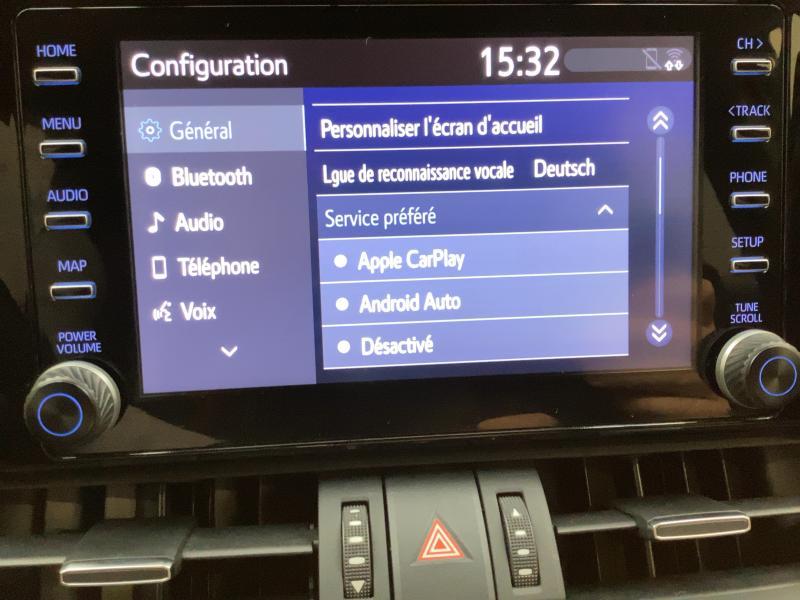 HOME
MENU
AUDIO
MAP
POWER
VOLUME
Configuration
15:32
Général
Bluetooth
Audio
Téléphone
Voix
Personnaliser l'écran d'accueil
Lgue de reconnaissance vocale Deutsch
Service préféré
Apple CarPlay
Android Auto
Désactivé
CH >
<TRACK
PHONE
SETUP
TUNE
SCROLL